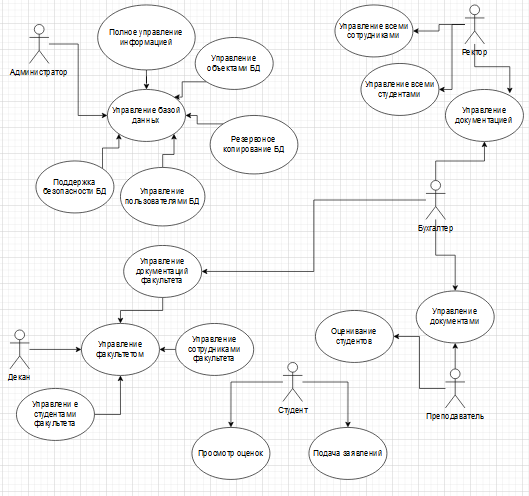 Полное управление
информацией
Управление всеми
сотрудниками
Ректор
Администратор
Управление
объектами БД
Управление всеми
студентами
Управление базой
данных
Управление
документацией
Резервоное
копирование БД
Поддержка
безопасности БД
Управление
пользователями БД
Бухгалтер
Управление
документацией
факультета
Управление
документами
Оценивание
студентов
Управление
факультетом
Управление
сотрудниками
факультета
Декан
Управлени е
студентами
факультета
Студент
Преподаватель
Просмотр оценок
Подача заявлений